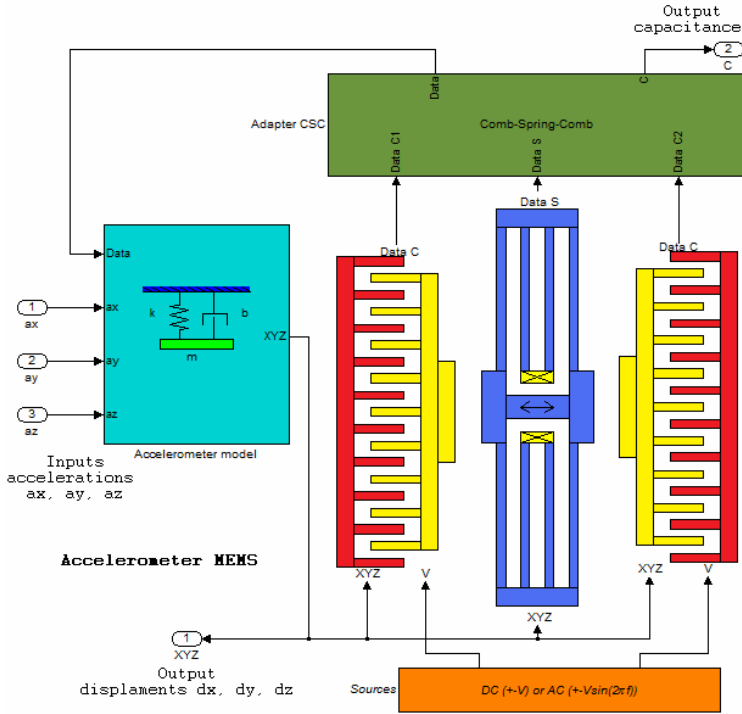 Output
capacitance
2
C
Data
C
Adapter CSC
Comb-Spring-Comb
Data C1
Data S
Data C2
Data S
Data C
Data C
Data
1
ax
ax
k
b
m
XYZ
2
ay
ay
3
az
az
Accelerometer model
Inputs
accelerations
ax, ay, az
Accelerometer MEMS
XYZ
V
XYZ
XYZ
V
1
XYZ
Output
displaments dx, dy, dz
Sources
DC (+-V) or AC (+-Vsin(2πf))